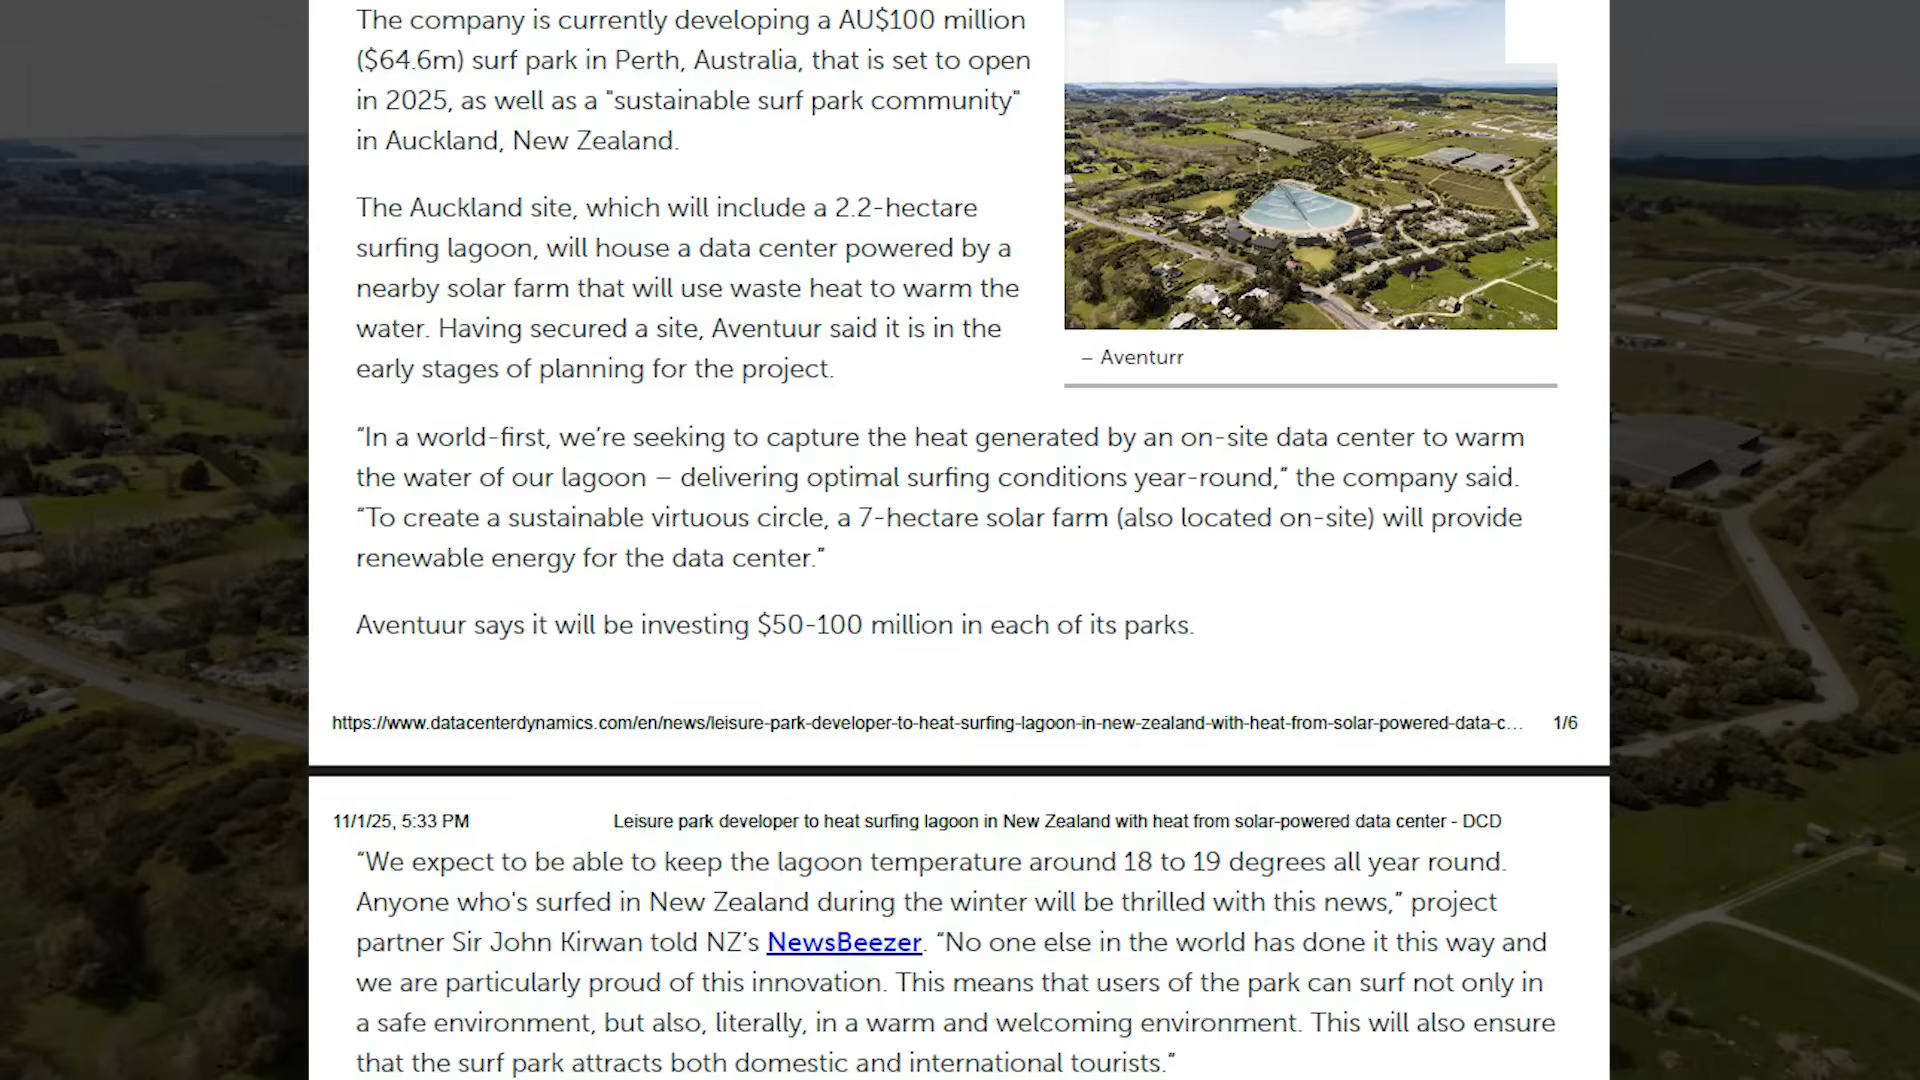 The company is currently developing a AU$100 million
($64.6m) surf park in Perth, Australia, that is set to open
in 2025, as well as a "sustainable surf park community"
in Auckland, New Zealand.
The Auckland site, which will include a 2.2-hectare
surfing lagoon, will house a data center powered by a
nearby solar farm that will use waste heat to warm the
water. Having secured a site, Aventuur said it is in the
early stages of planning for the project.
– Aventurr
“In a world-first, we’re seeking to capture the heat generated by an on-site data center to warm
the water of our lagoon – delivering optimal surfing conditions year-round,” the company said.
“To create a sustainable virtuous circle, a 7-hectare solar farm (also located on-site) will provide
renewable energy for the data center.”
Aventuur says it will be investing $50-100 million in each of its parks.
https://www.datacenterdynamics.com/en/news/leisure-park-developer-to-heat-surfing-lagoon-in-new-zealand-with-heat-from-solar-powered-data-c… 1/6
11/1/25, 5:33 PM Leisure park developer to heat surfing lagoon in New Zealand with heat from solar-powered data center - DCD
“We expect to be able to keep the lagoon temperature around 18 to 19 degrees all year round.
Anyone who's surfed in New Zealand during the winter will be thrilled with this news,” project
partner Sir John Kirwan told NZ’s NewsBeezer. “No one else in the world has done it this way and
we are particularly proud of this innovation. This means that users of the park can surf not only in
a safe environment, but also, literally, in a warm and welcoming environment. This will also ensure
that the surf park attracts both domestic and international tourists.”